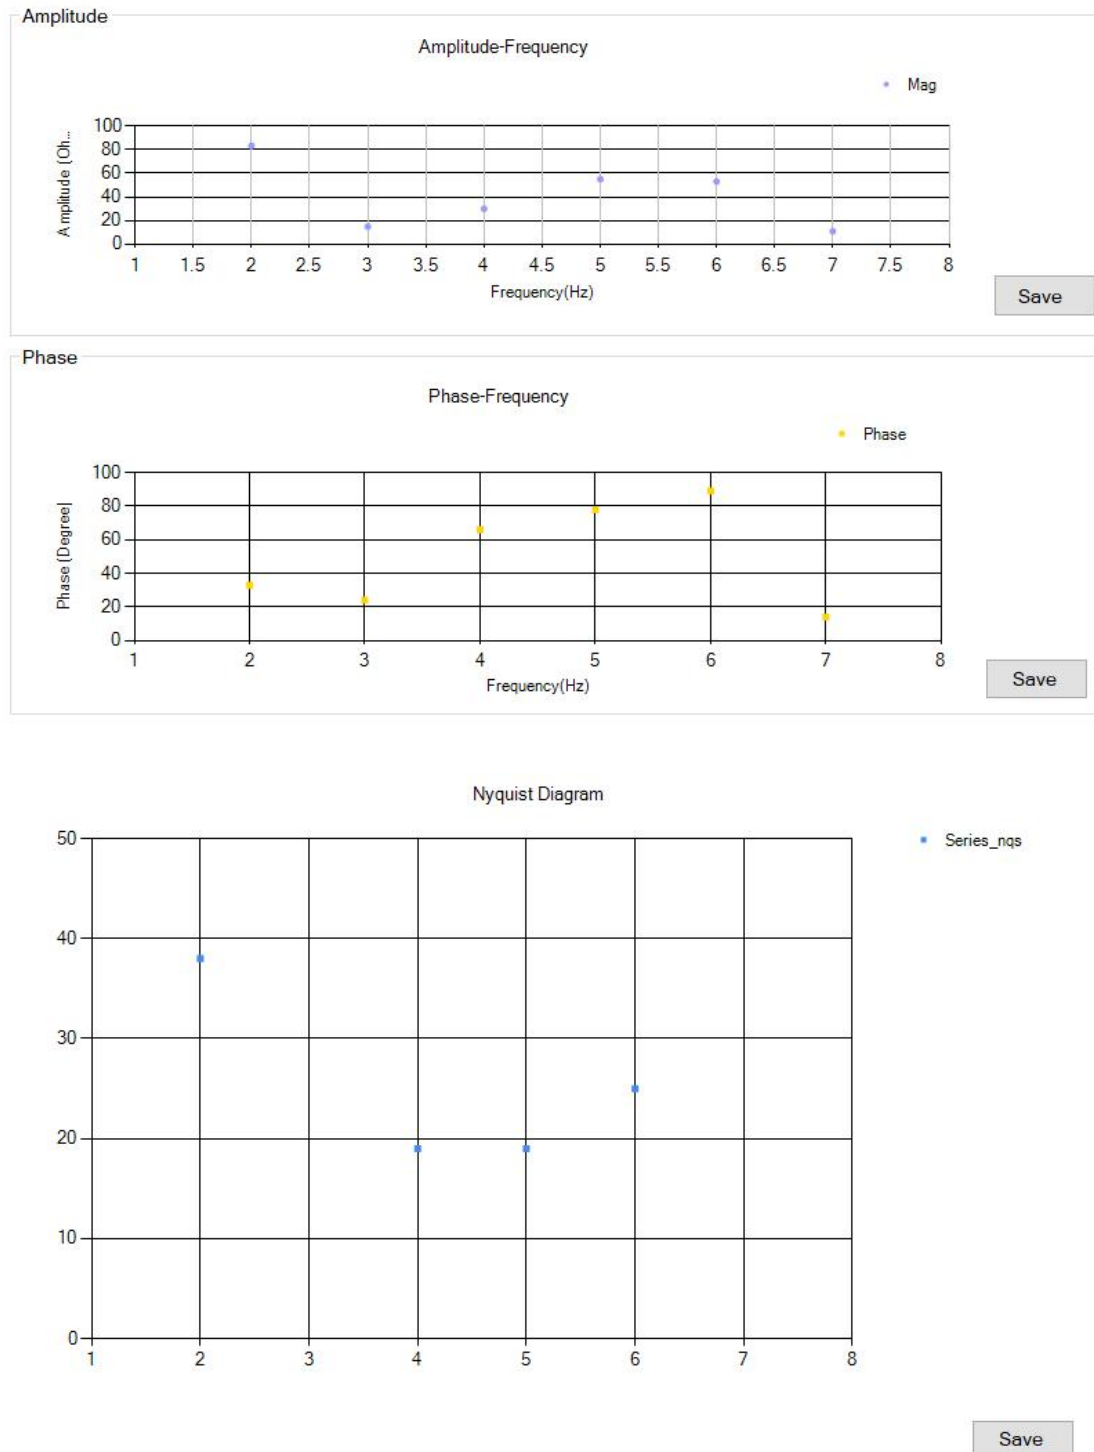 Amplitude
Amplitude-Frequency
Mag
Amplitude (Oh...
100
80
60
40
20
0
1 1.5 2 2.5 3 3.5 4 4.5 5 5.5 6 6.5 7 7.5 8
Frequency(Hz)
Save
Phase
Phase-Frequency
Phase
Phase (Degree)
100
80
60
40
20
0
1 2 3 4 5 6 7 8
Frequency(Hz)
Save
Nyquist Diagram
Series_nqs
50
40
30
20
10
0
1 2 3 4 5 6 7 8
Save